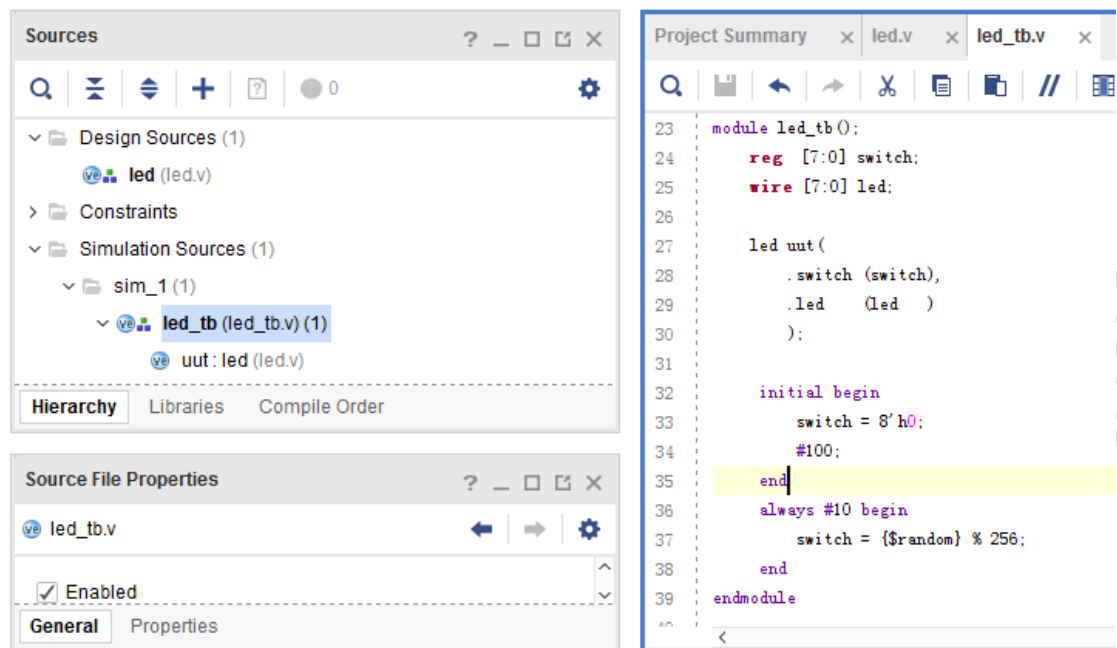 Sources
? 0
Design Sources (1)
led (led.v)
Constraints
Simulation Sources (1)
sim_1 (1)
led_tb (led_tb.v) (1)
uut : led (led.v)
Hierarchy Libraries Compile Order
Source File Properties
led_tb.v
Enabled
General Properties
Project Summary led.v led_tb.v
23 module led_tb();
24 reg [7:0] switch;
25 wire [7:0] led;
26
27 led uut(
28 .switch (switch),
29 .led (led )
30 );
31
32 initial begin
33 switch = 8'h0;
34 #100;
35 end
36 always #10 begin
37 switch = {$random} % 256;
38 end
39 endmodule